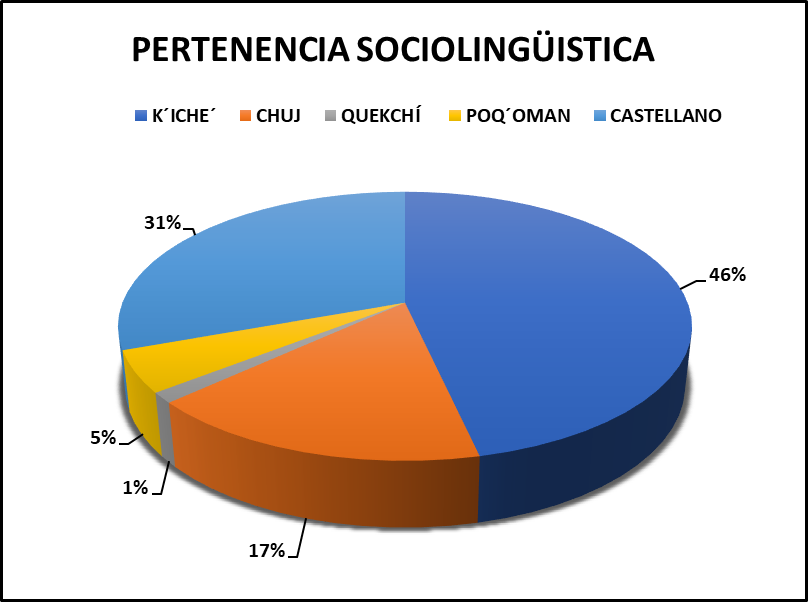 PERTENENCIA SOCIOLINGÜISTICA
K´ICHE´ CHUJ QUEKCHÍ POQ´OMAN CASTELLANO
31%
46%
5%
1%
17%